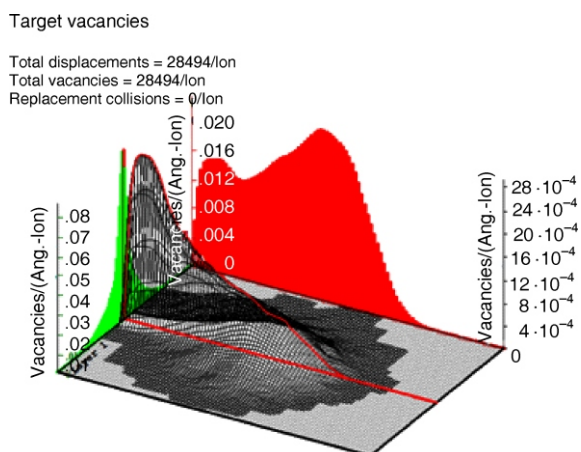 Target vacancies
Total displacements = 28494/Ion
Total vacancies = 28494/Ion
Replacement collisions = 0/Ion
Vacancies/(Ang.-Ion)
.020
.016
.012
.008
.004
0
Vacancies/(Ang.-Ion)
.08
.07
.06
.05
.04
.03
.02
Layer 1
Vacancies/(Ang.-Ion)
28 · 10⁻⁴
24 · 10⁻⁴
20 · 10⁻⁴
16 · 10⁻⁴
12 · 10⁻⁴
8 · 10⁻⁴
4 · 10⁻⁴
0